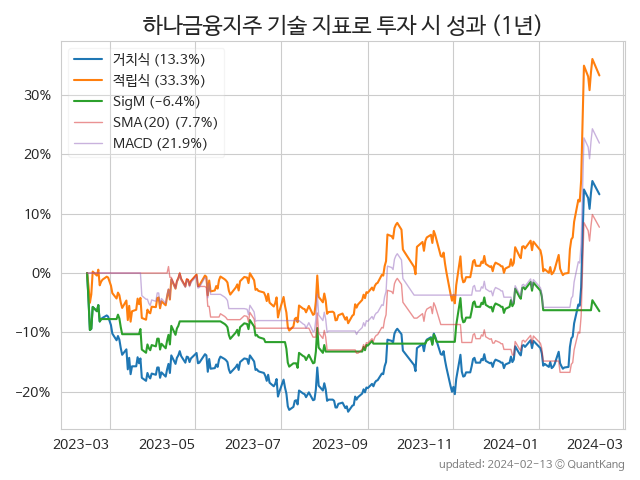 하나금융지주 기술 지표로 투자 시 성과 (1년)
거치식 (13.3%)
적립식 (33.3%)
SigM (−6.4%)
SMA(20) (7.7%)
MACD (21.9%)
30%
20%
10%
0%
−10%
−20%
2023-03 2023-05 2023-07 2023-09 2023-11 2024-01 2024-03
updated: 2024-02-13 © QuantKang